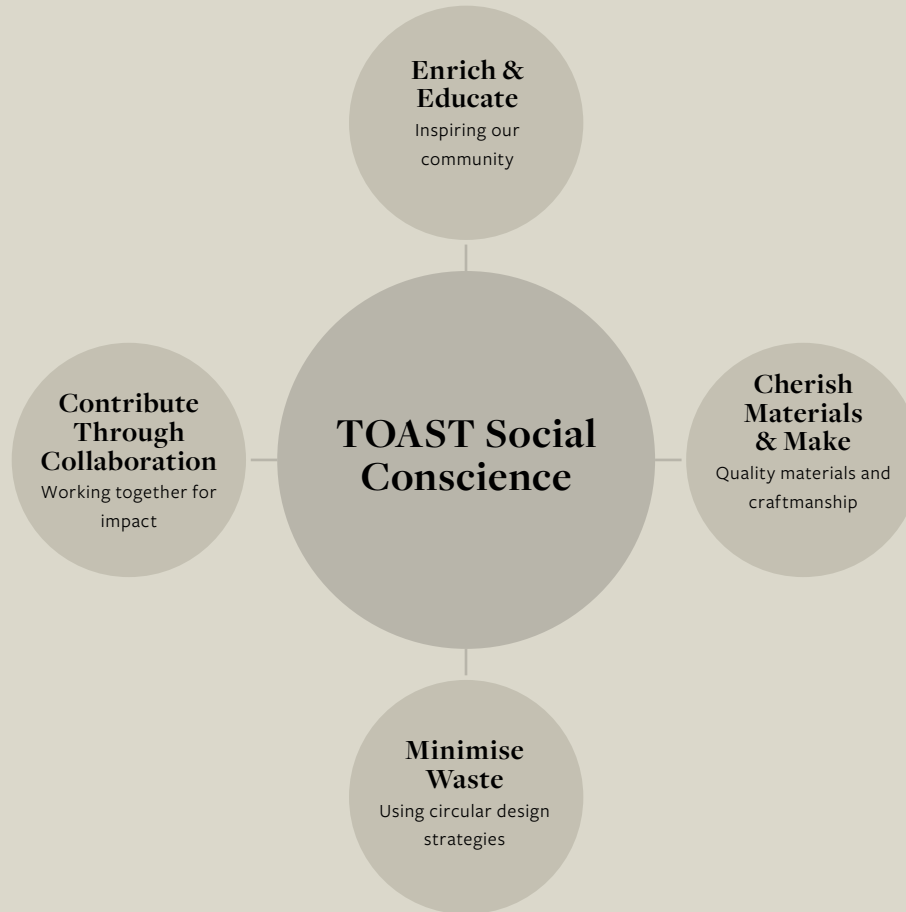 Enrich &
Educate
Inspiring our
community
Contribute
Through
Collaboration
Working together for
impact
TOAST Social
Conscience
Cherish
Materials
& Make
Quality materials and
craftmanship
Minimise
Waste
Using circular design
strategies